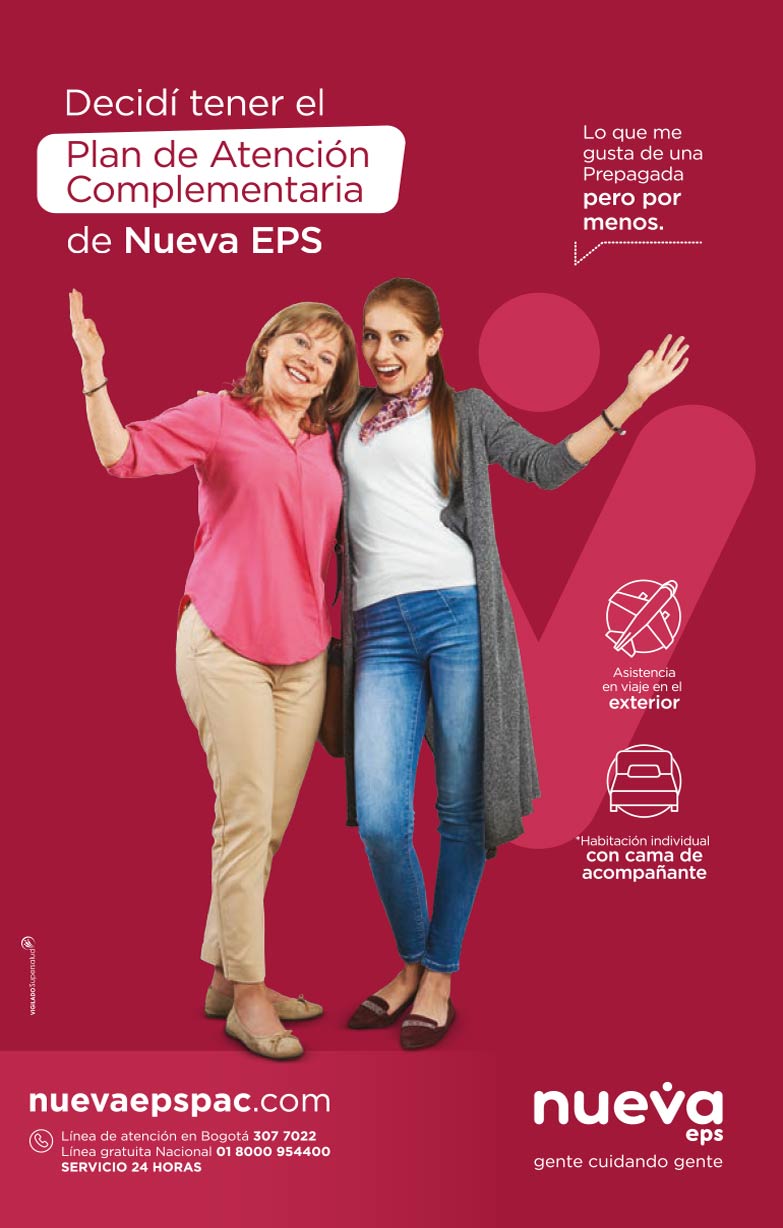 Decidí tener el
Plan de Atención
Complementaria
de Nueva EPS
Lo que me
gusta de una
Prepagada
pero por
menos.
Asistencia
en viaje en el
exterior
*Habitación individual
con cama de
acompañante
VIGILADO Supersalud
nuevaepspac.com
Línea de atención en Bogotá 307 7022
Línea gratuita Nacional 01 8000 954400
SERVICIO 24 HORAS
nueva
eps
gente cuidando gente